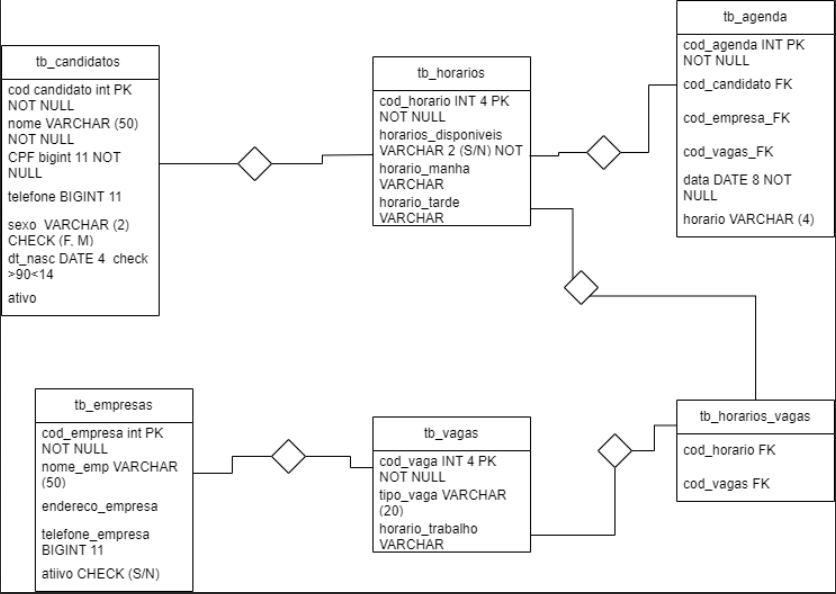 tb_candidatos
cod candidato int PK
NOT NULL
nome VARCHAR (50)
NOT NULL
CPF bigint 11 NOT
NULL
telefone BIGINT 11
sexo VARCHAR (2)
CHECK (F, M)
dt_nasc DATE 4 check
>90<14
ativo
tb_horarios
cod_horario INT 4 PK
NOT NULL
horarios_disponiveis
VARCHAR 2 (S/N) NOT
horario_manha
VARCHAR
horario_tarde
VARCHAR
tb_agenda
cod_agenda INT PK
NOT NULL
cod_candidato FK
cod_empresa_FK
cod_vagas_FK
data DATE 8 NOT
NULL
horario VARCHAR (4)
tb_empresas
cod_empresa int PK
NOT NULL
nome_emp VARCHAR
(50)
endereco_empresa
telefone_empresa
BIGINT 11
atiivo CHECK (S/N)
tb_vagas
cod_vaga INT 4 PK
NOT NULL
tipo_vaga VARCHAR
(20)
horario_trabalho
VARCHAR
tb_horarios_vagas
cod_horario FK
cod_vagas FK